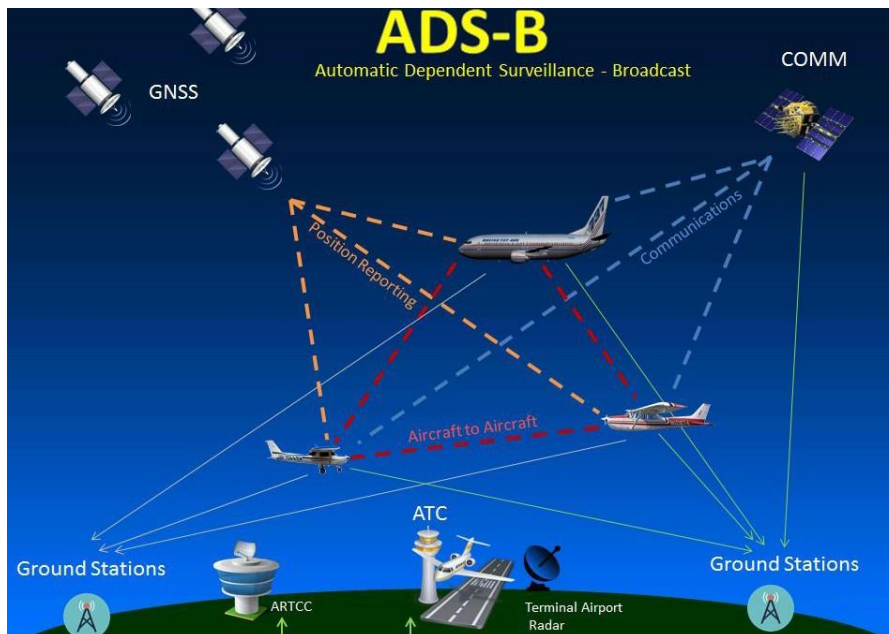 ADS-B
Automatic Dependent Surveillance - Broadcast
COMM
GNSS
Position Reporting
Communications
Aircraft to Aircraft
ATC
Ground Stations
Ground Stations
ARTCC
Terminal Airport
Radar